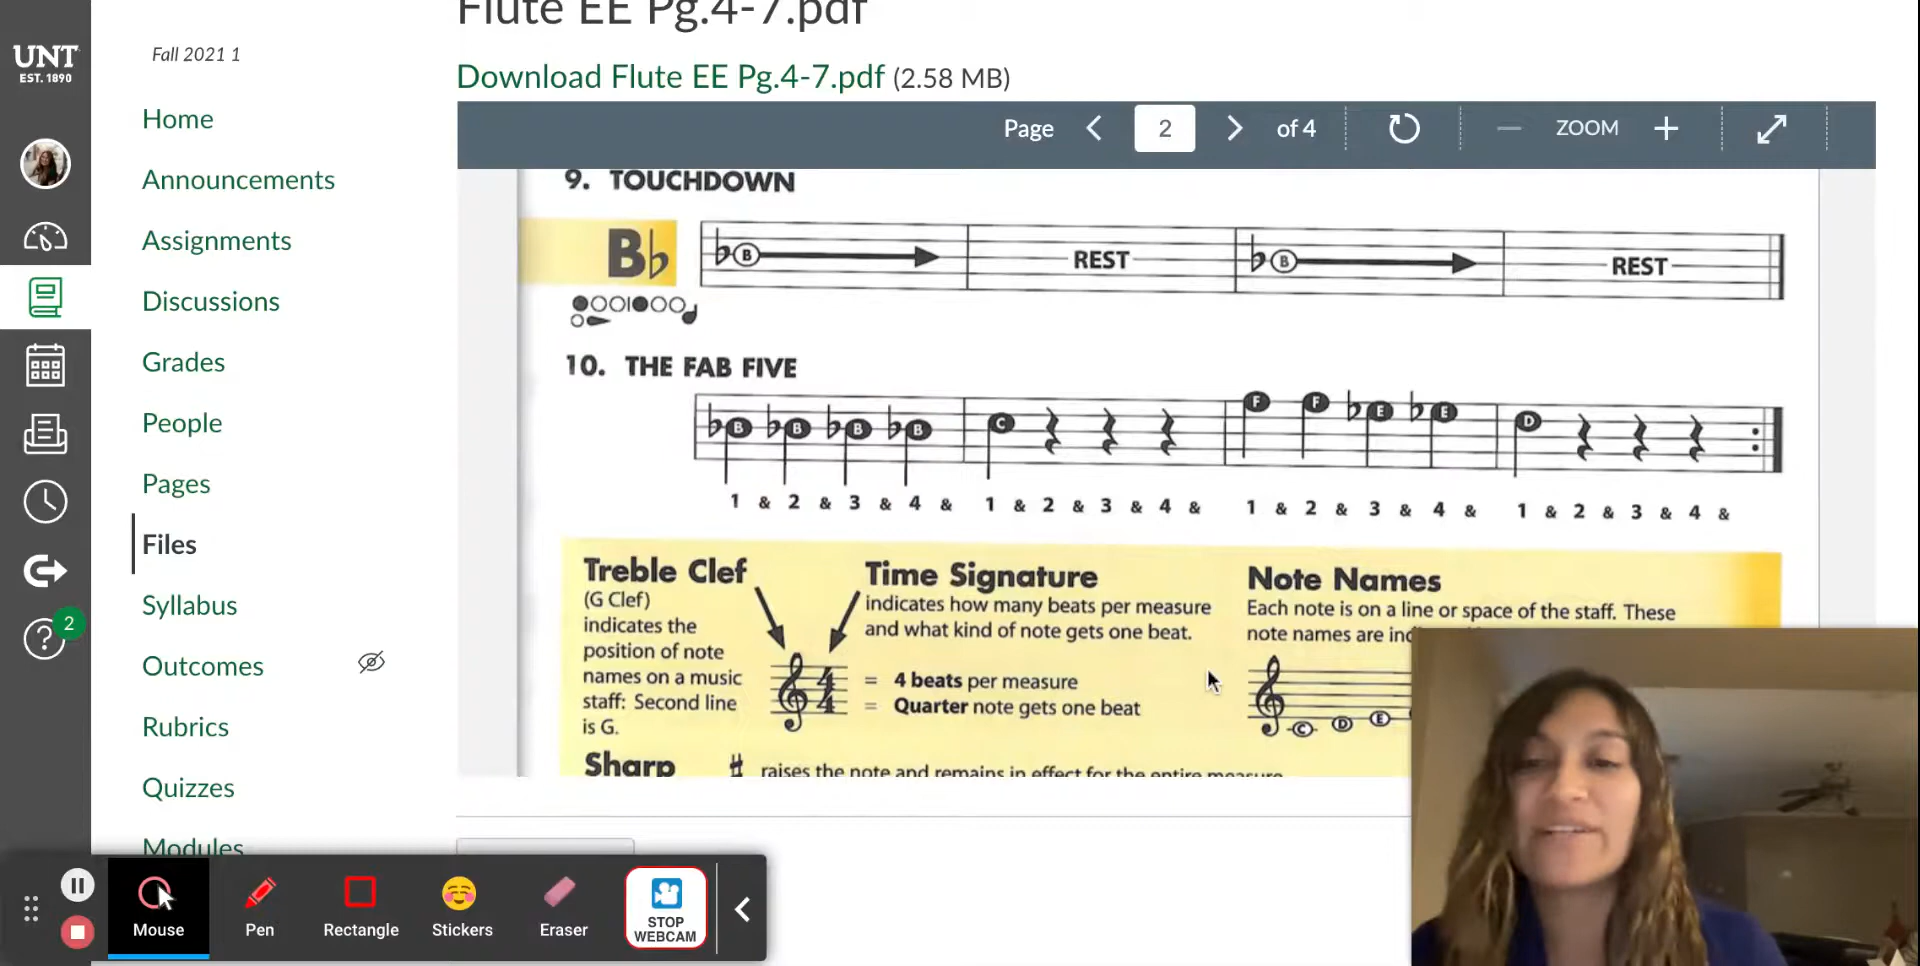 Flute EE Pg.4-7.pdf
UNT
EST. 1890
Fall 2021 1
Download Flute EE Pg.4-7.pdf (2.58 MB)
Home
Announcements
Assignments
Discussions
Grades
People
Pages
Files
Syllabus
Outcomes
Rubrics
Quizzes
Modules
2
Page 2 of 4 ZOOM
9. TOUCHDOWN
B♭
♭ B REST ♭ B REST
10. THE FAB FIVE
♭ B ♭ B ♭ B ♭ B C F F ♭ E ♭ E D
1 & 2 & 3 & 4 & 1 & 2 & 3 & 4 & 1 & 2 & 3 & 4 & 1 & 2 & 3 & 4 &
Treble Clef
(G Clef)
indicates the
position of note
names on a music
staff: Second line
is G.
Time Signature
indicates how many beats per measure
and what kind of note gets one beat.
4
4
= 4 beats per measure
= Quarter note gets one beat
Note Names
Each note is on a line or space of the staff. These
note names are
C D E
Sharp ♯ raises the note and remains in effect for the entire measure
Mouse
Pen
Rectangle
Stickers
Eraser
STOP
WEBCAM